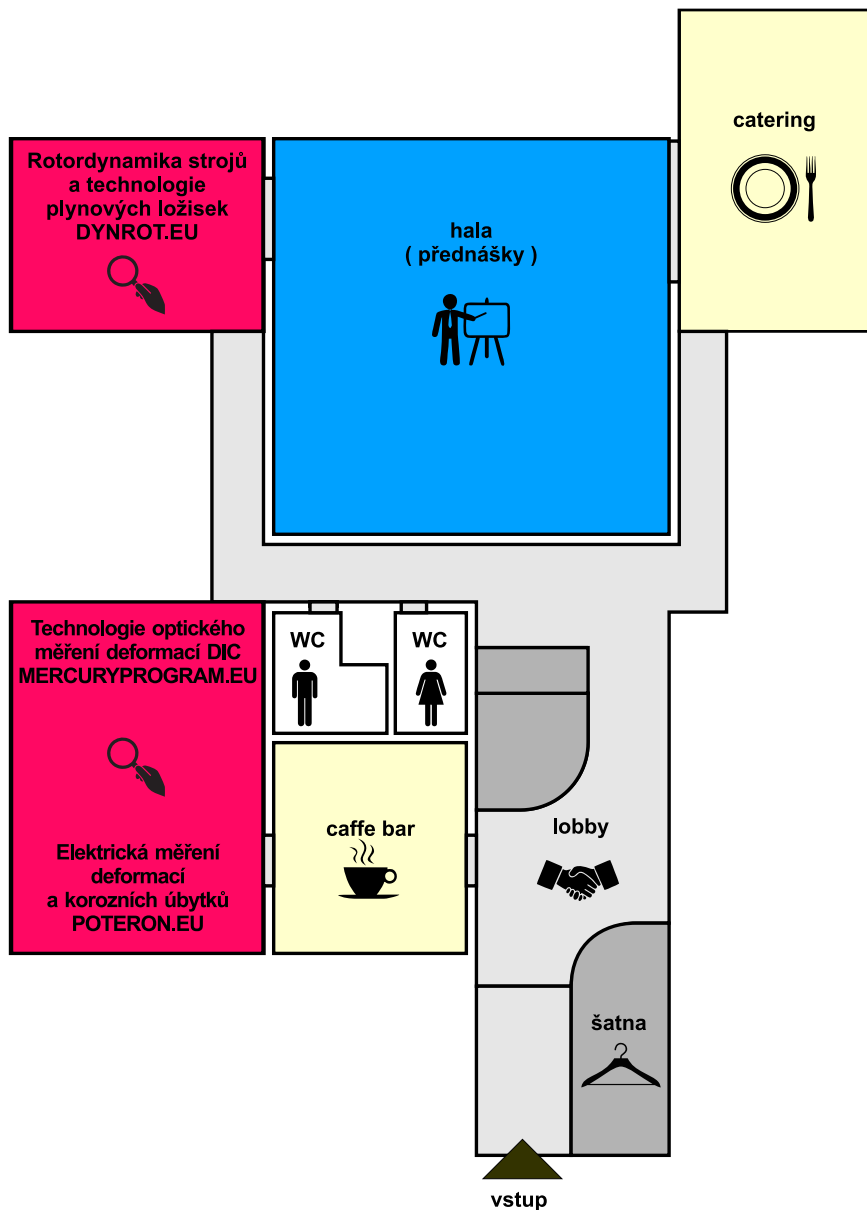 catering
Rotordynamika strojů
a technologie
plynových ložisek
DYNROT.EU
hala
( přednášky )
Technologie optického
měření deformací DIC
MERCURYPROGRAM.EU
WC
WC
caffe bar
lobby
Elektrická měření
deformací
a korozních úbytků
POTERON.EU
šatna
vstup